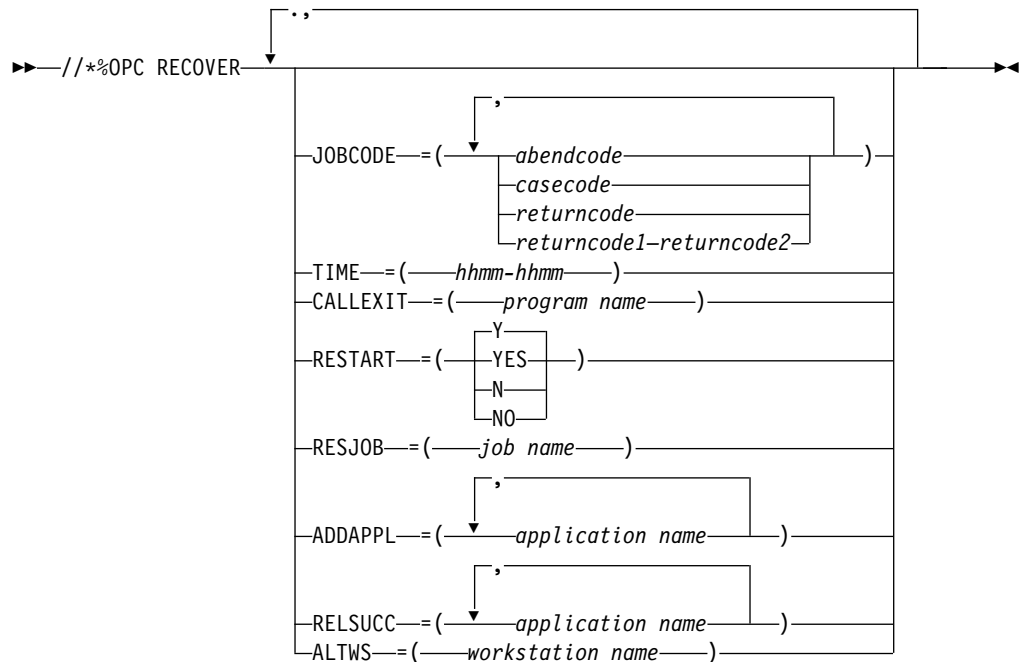 .,
//*%OPC RECOVER
,
JOBCODE =( abendcode )
casecode
returncode
returncode1–returncode2
TIME =( hhmm-hhmm )
CALLEXIT =( program name )
Y
RESTART =( YES )
N
NO
RESJOB =( job name )
,
ADDAPPL =( application name )
,
RELSUCC =( application name )
ALTWS =( workstation name )